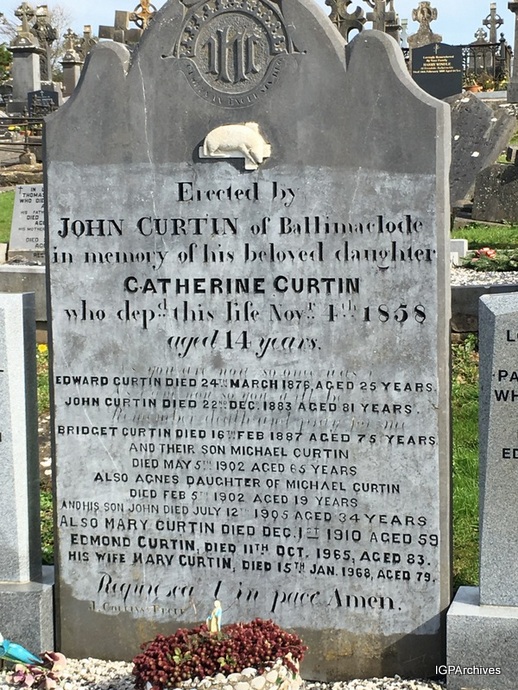 IHS
Erected by
JOHN CURTIN of Ballimaclode
in memory of his beloved daughter
CATHERINE CURTIN
who dep.d this life Nov.r 4th 1858
aged 14 years.
EDWARD CURTIN DIED 24TH MARCH 1876, AGED 25 YEARS.
JOHN CURTIN DIED 22ND DEC. 1883 AGED 81 YEARS.
BRIDGET CURTIN DIED 16TH FEB 1887 AGED 75 YEARS
AND THEIR SON MICHAEL CURTIN
DIED MAY 5TH 1902 AGED 65 YEARS
ALSO AGNES DAUGHTER OF MICHAEL CURTIN
DIED FEB 5TH 1902 AGED 19 YEARS
AND HIS SON JOHN DIED JULY 12TH 1905 AGED 34 YEARS
ALSO MARY CURTIN DIED DEC. 1ST 1910 AGED 59
EDMOND CURTIN, DIED 11TH OCT. 1965, AGED 83.
HIS WIFE MARY CURTIN, DIED 15TH JAN. 1968, AGED 79.
Requiescat in pace Amen.
IGPArchives